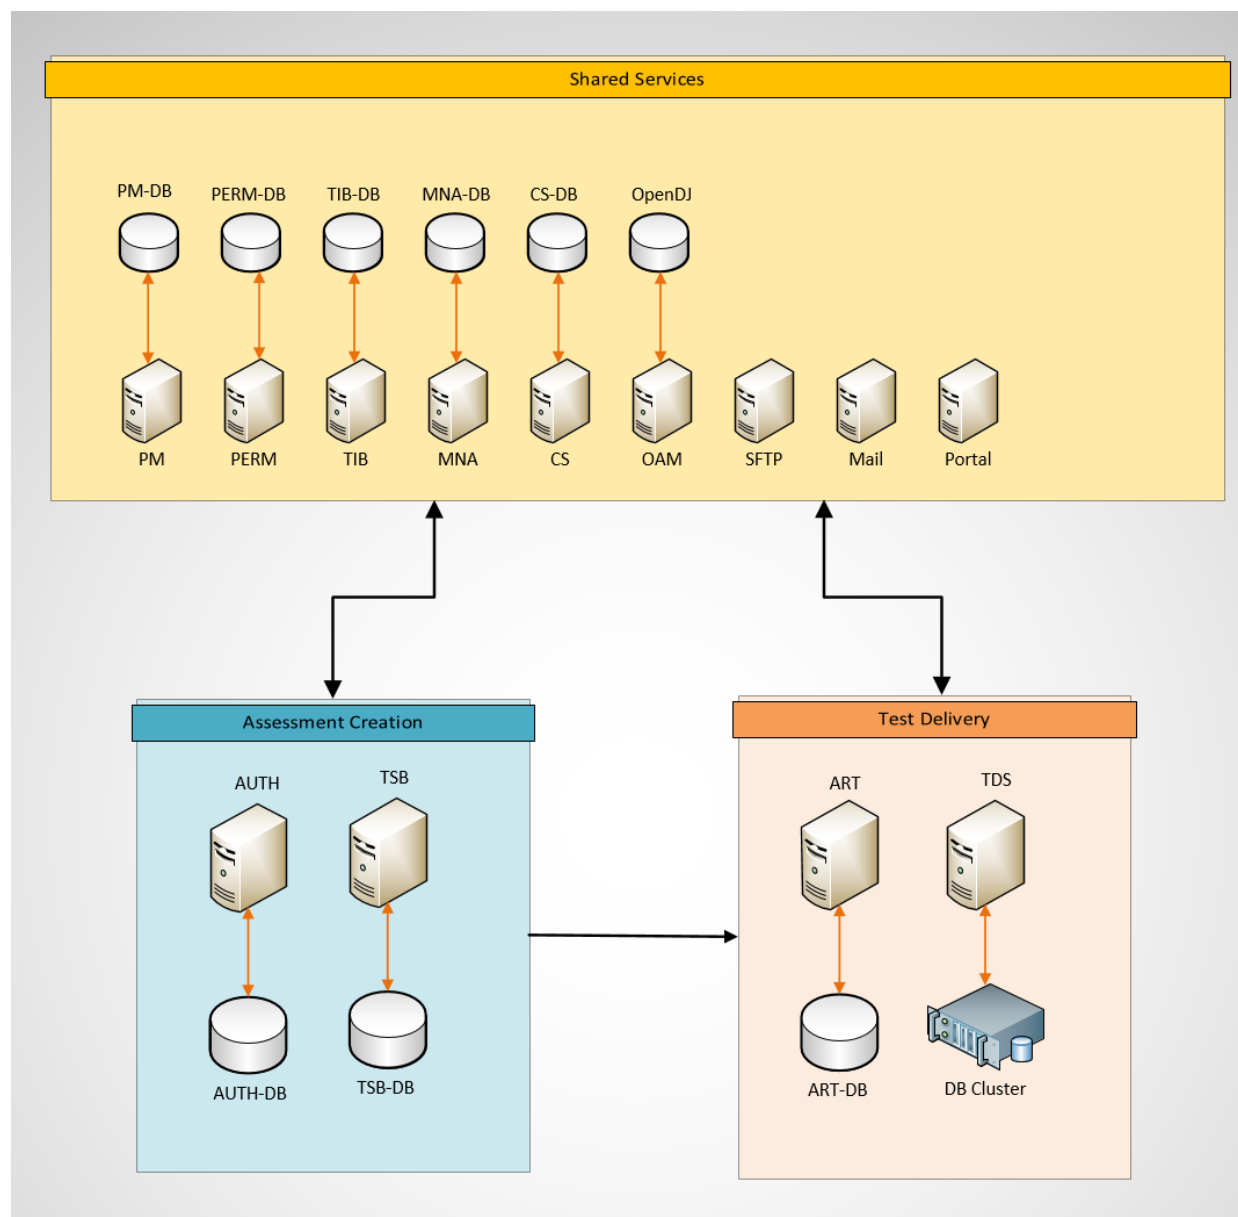 Shared Services
PM-DB PERM-DB TIB-DB MNA-DB CS-DB OpenDJ
PM PERM TIB MNA CS OAM SFTP Mail Portal
Assessment Creation
AUTH TSB
AUTH-DB TSB-DB
Test Delivery
ART TDS
ART-DB DB Cluster